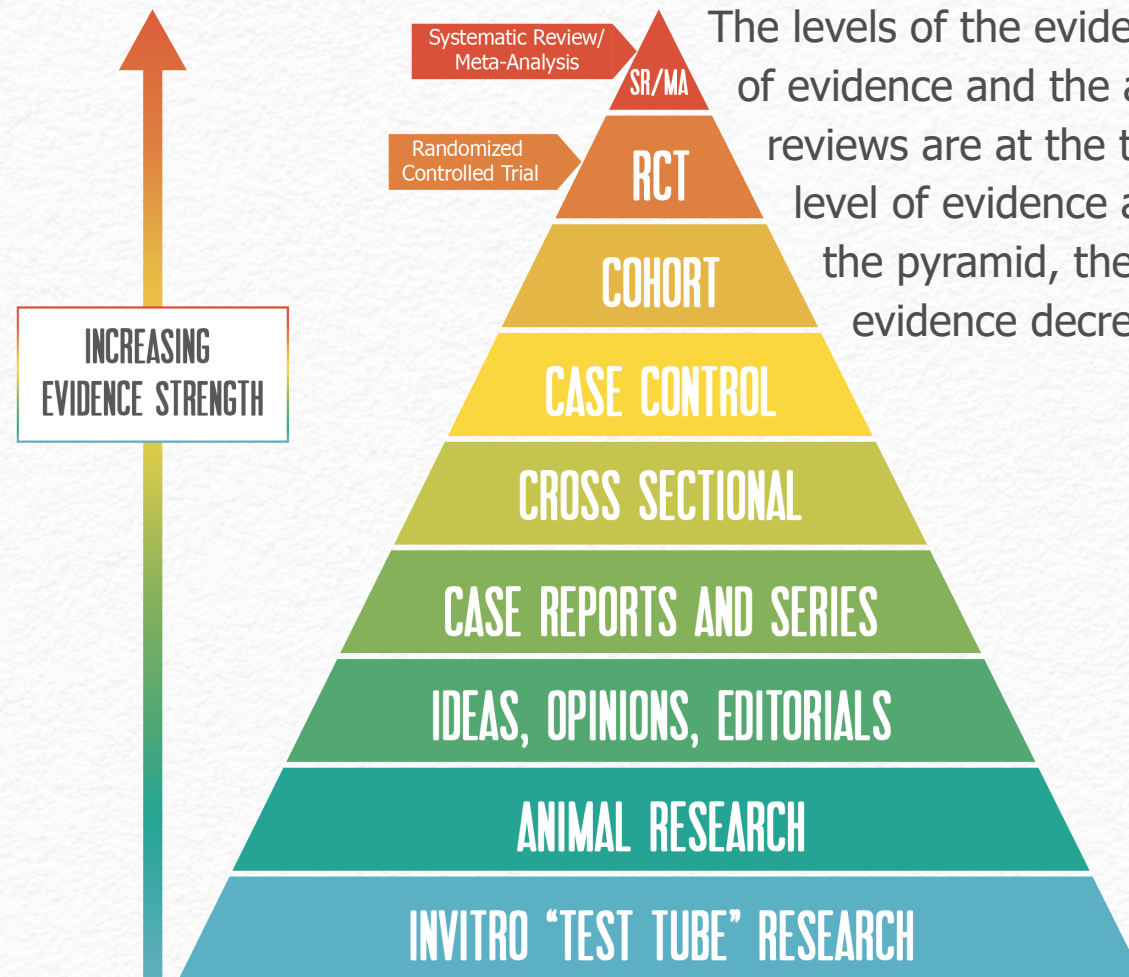 Systematic Review/
Meta-Analysis
SR/MA
Randomized
Controlled Trial
RCT
COHORT
CASE CONTROL
CROSS SECTIONAL
CASE REPORTS AND SERIES
IDEAS, OPINIONS, EDITORIALS
ANIMAL RESEARCH
INVITRO “TEST TUBE” RESEARCH
INCREASING
EVIDENCE STRENGTH
The levels of the
of evidence and the
reviews are at the
level of evidence
the pyramid, the
evidence